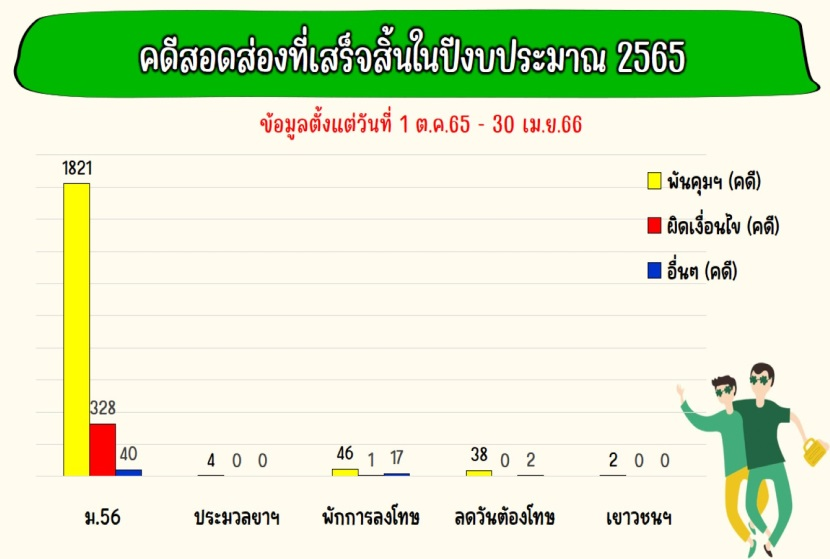 คดีสอดส่องที่เสร็จสิ้นในปีงบประมาณ 2565
ข้อมูลตั้งแต่วันที่ 1 ต.ค.65 - 30 เม.ย.66
1821
พ้นคุมฯ (คดี)
ผิดเงื่อนไข (คดี)
อื่นๆ (คดี)
328
40
4 0 0
46 1 17
38 0 2
2 0 0
ม.56 ประมวลยาฯ พักการลงโทษ ลดวันต้องโทษ เยาวชนฯ